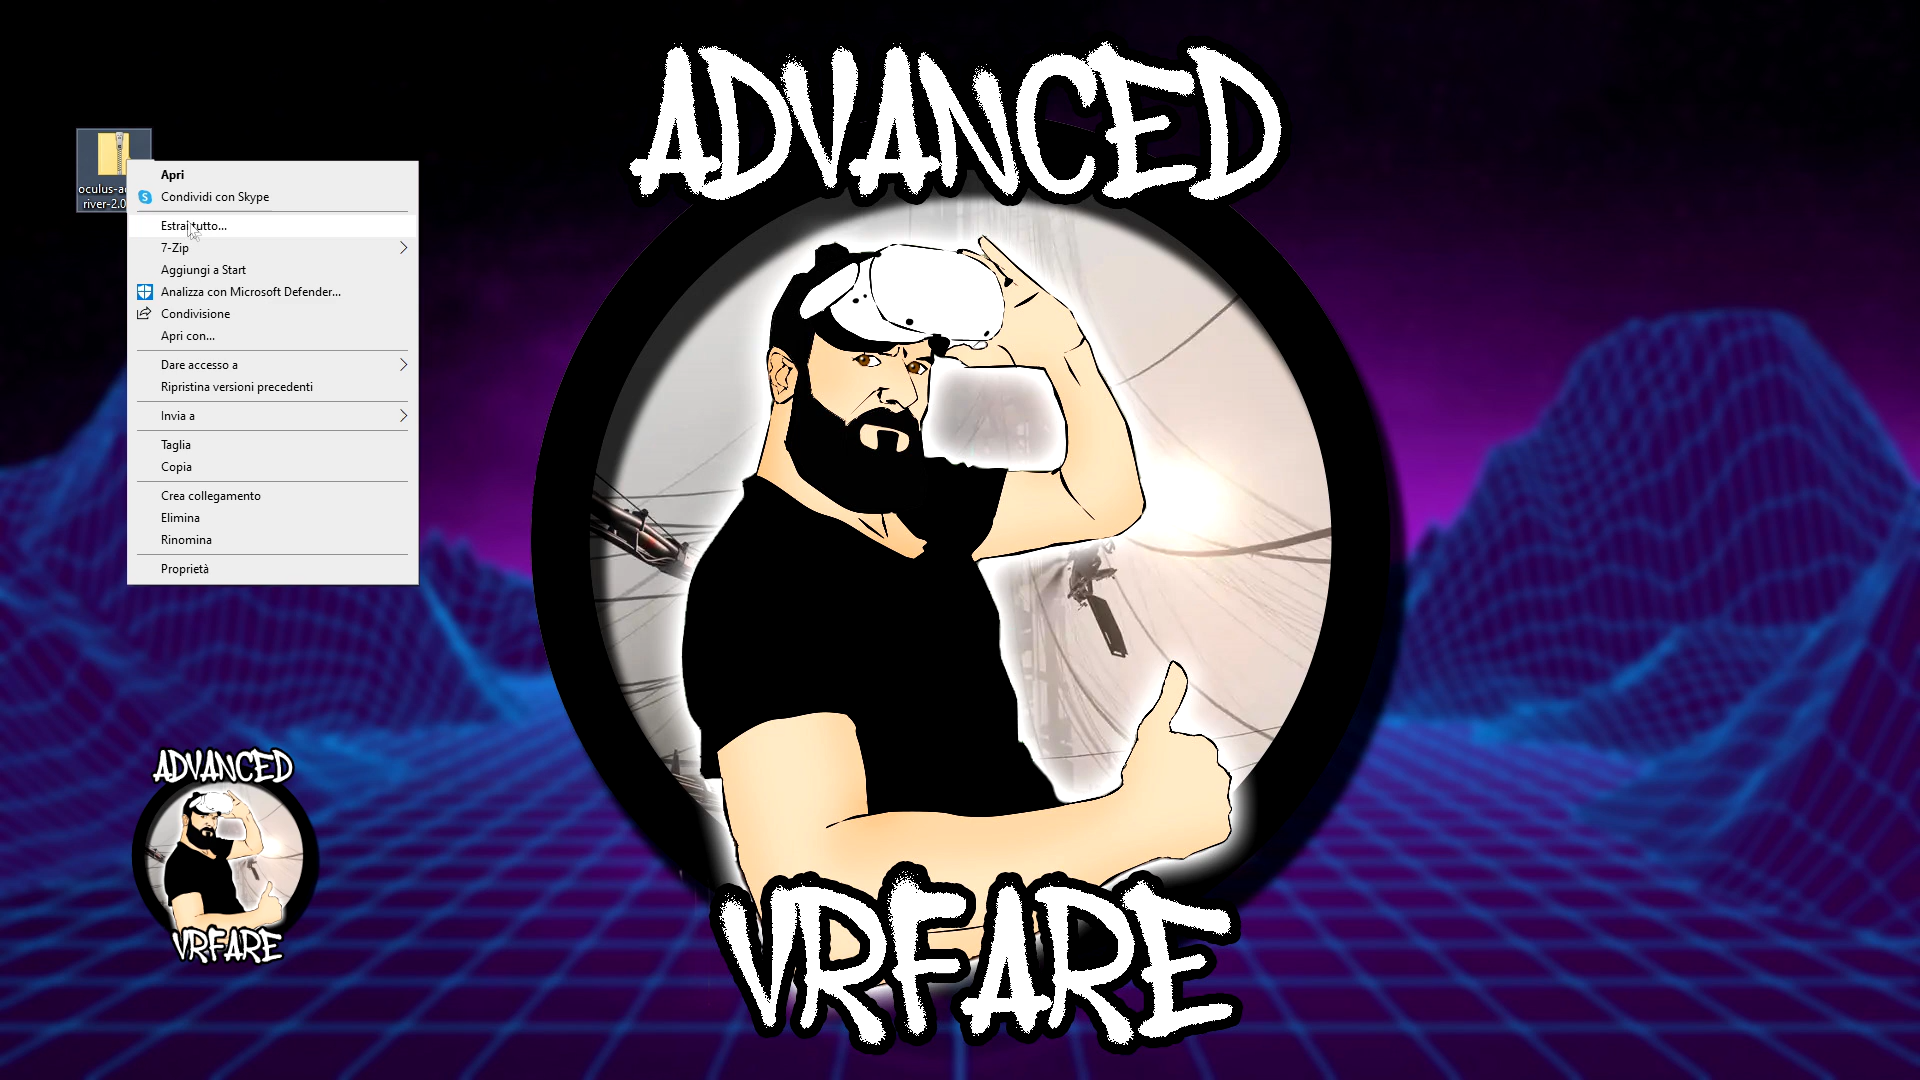 ADVANCED
oculus-a
river-2.0
Apri
Condividi con Skype
Estrai tutto...
7-Zip
Aggiungi a Start
Analizza con Microsoft Defender...
Condivisione
Apri con...
Dare accesso a
Ripristina versioni precedenti
Invia a
Taglia
Copia
Crea collegamento
Elimina
Rinomina
Proprietà
ADVANCED
VRFARE
VRFARE